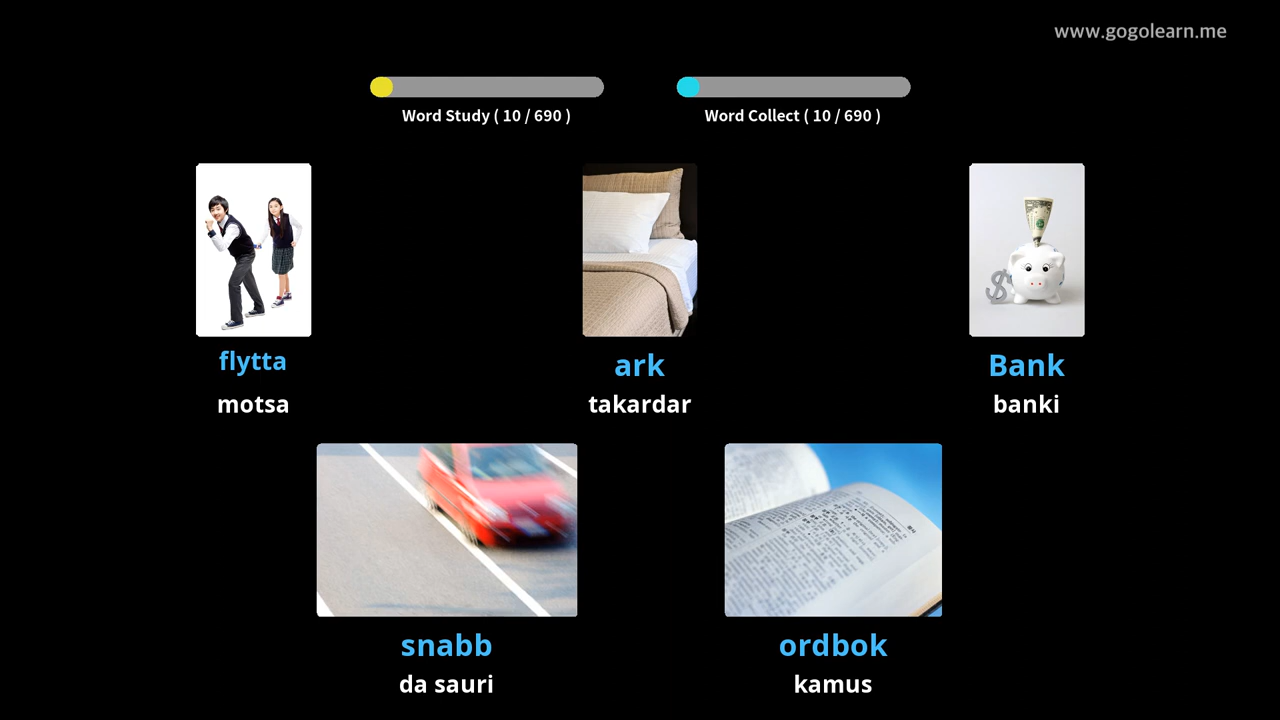 www.gogolearn.me
Word Study ( 10 / 690 )
Word Collect ( 10 / 690 )
flytta
motsa
ark
takardar
Bank
banki
snabb
da sauri
ordbok
kamus